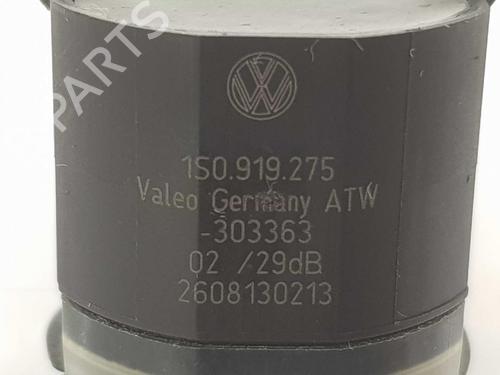 PARTS
1S0.919.275
Valeo Germany ATW
-303363
02 /29dB
2608130213